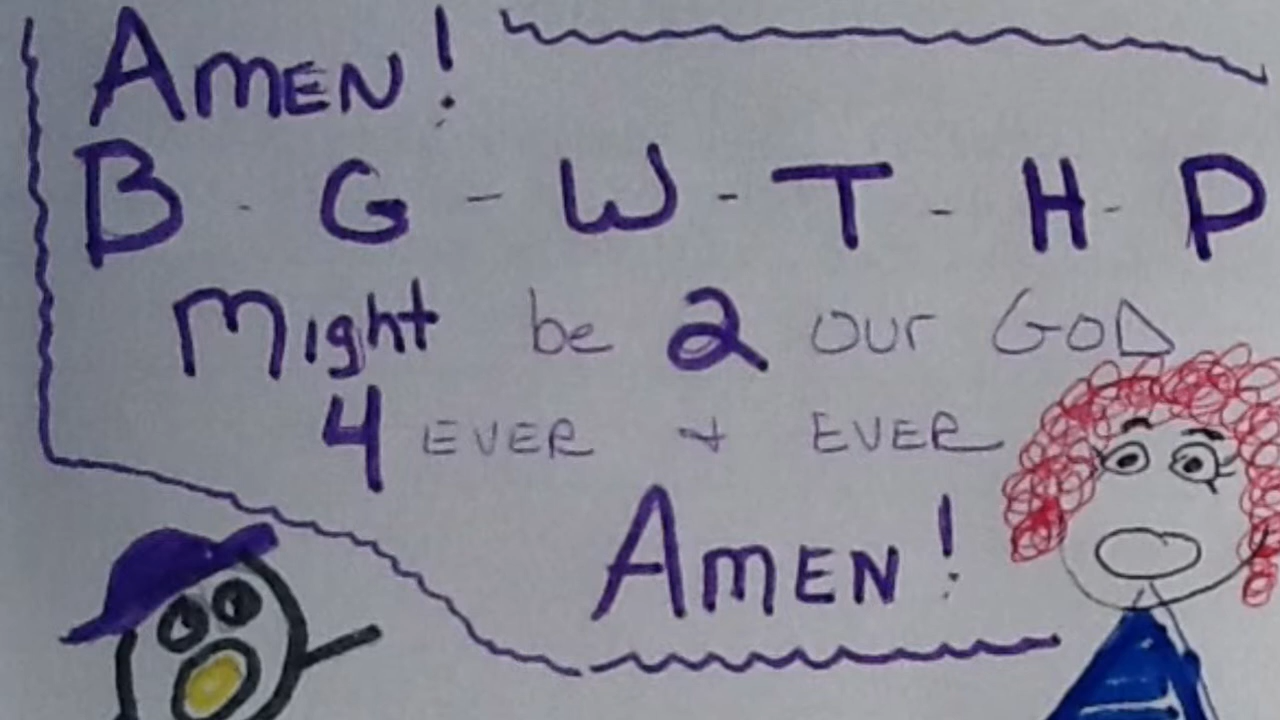 AMEN!
B - G - W - T - H - P
Might be 2 our GOD
4 EVER + EVER
AMEN!